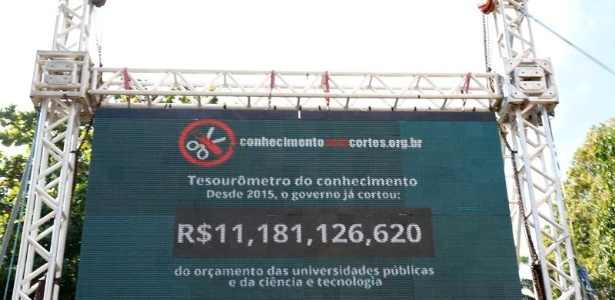 conhecimentosemcortes.org.br
Tesourômetro do conhecimento
Desde 2015, o governo já cortou:
R$11,181,126,620
do orçamento das universidades públicas
e da ciência e tecnologia